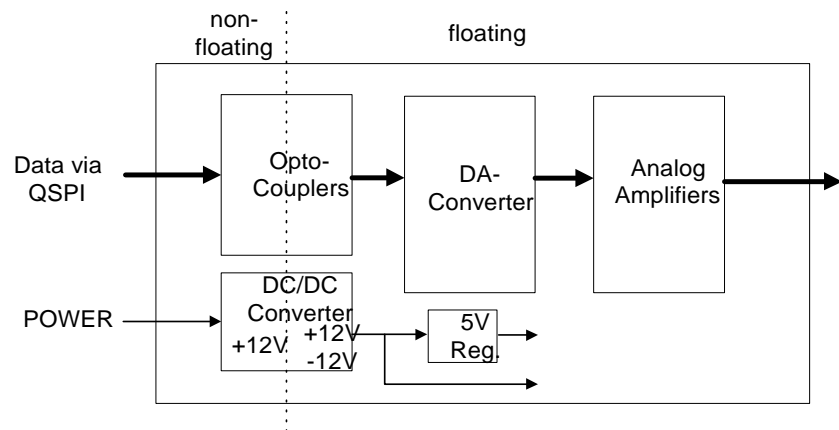 non-
floating
floating
Data via
QSPI
Opto-
Couplers
DA-
Converter
Analog
Amplifiers
POWER
DC/DC
Converter
+12V
+12V
-12V
5V
Reg.